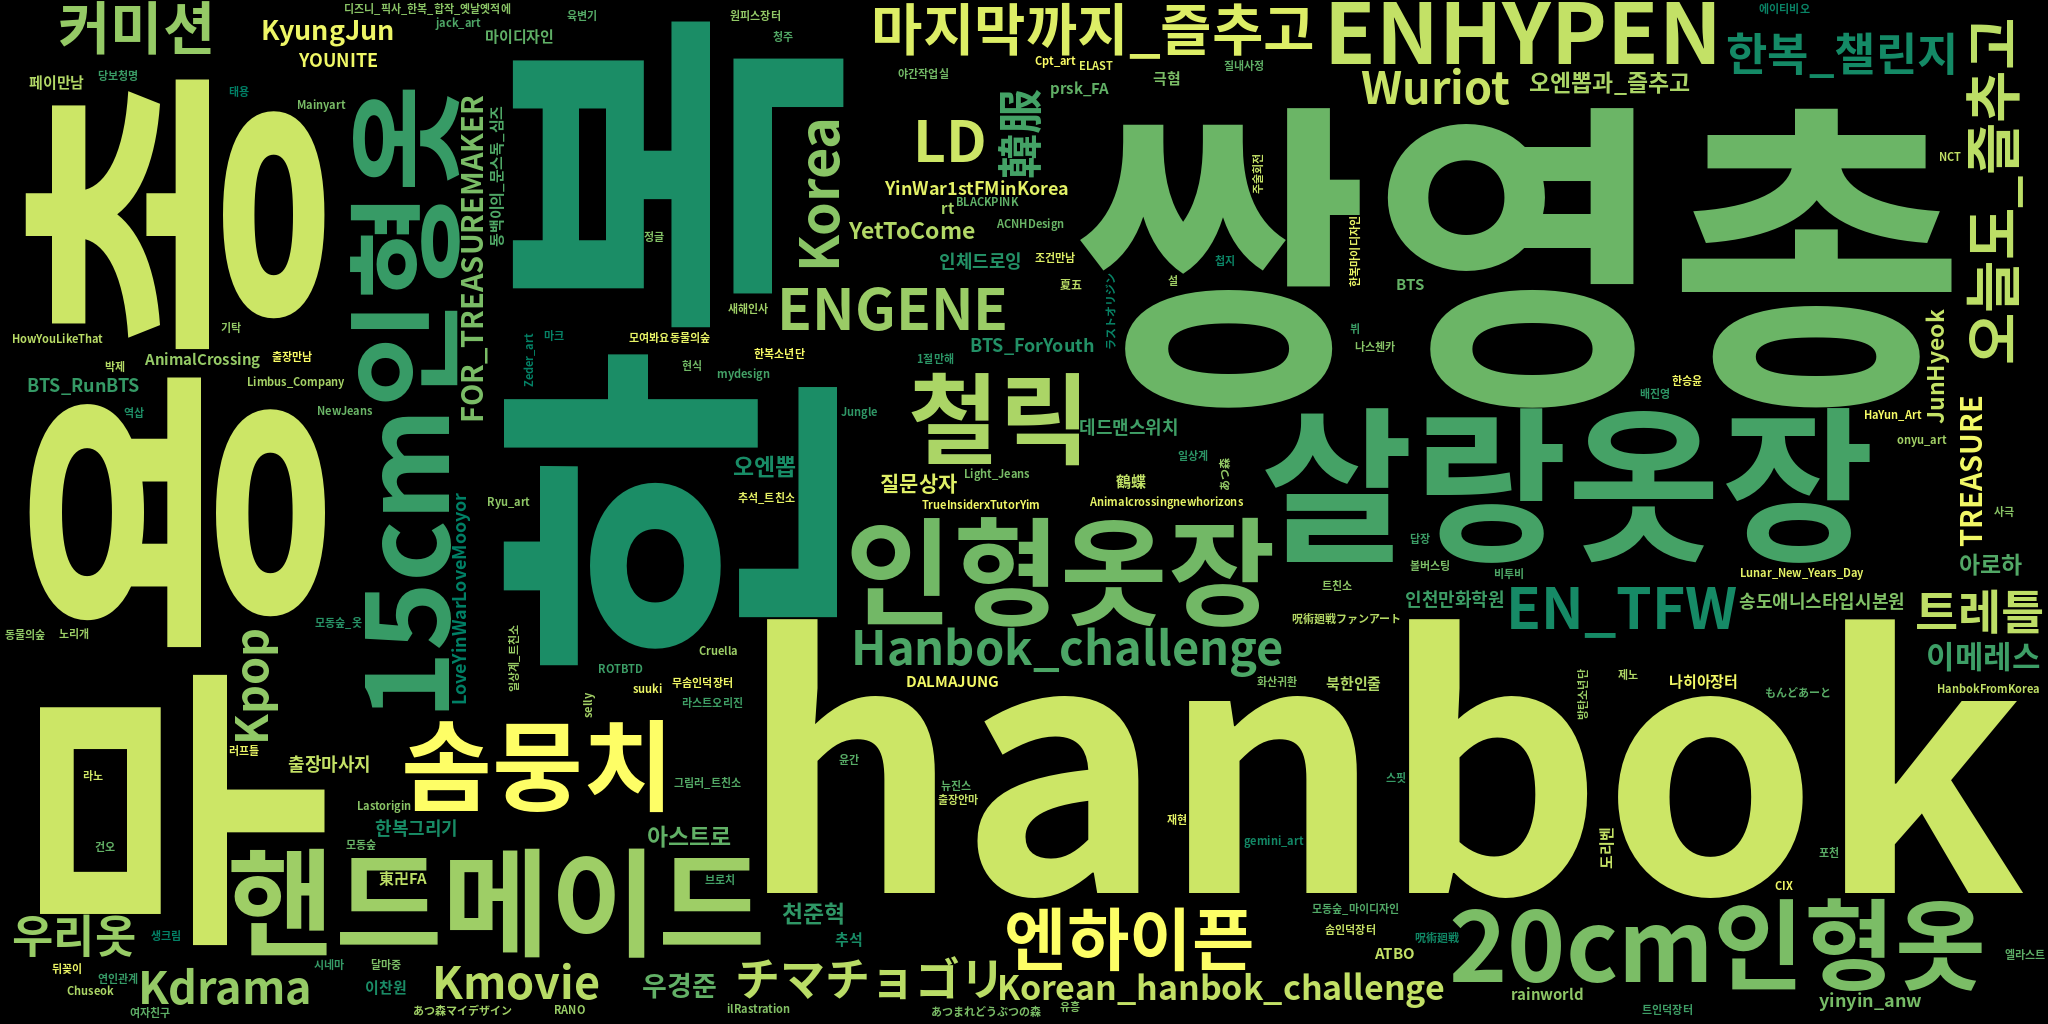 커미션
디즈니_픽사_한복_합작_옛날옛적에
KyungJun
jack_art
육변기
원피스장터
마지막까지_즐추고
ENHYPEN
에이티비오
YOUNITE
마이디자인
청주
한복_챌린지
오늘도_즐추고
페이만남
당보청명
태용
Mainyart
야간작업실
Cpt_art
ELAST
질내사정
prsk_FA
극혐
Wuriot
오엔뽑과_즐추고
총영마
15cm인형옷
FOR_TREASUREMAKER
동백이의_문스독_심즈
한복
정글
Korea
LD
韓服
YinWar1stFMinKorea
rt
BLACKPINK
ACNHDesign
YetToCome
주술회전
쌍영총
NCT
한복마이디자인
인체드로잉
조건만남
첩지
설
夏五
ラストオリジン
BTS
HowYouLikeThat
기탁
새해인사
ENGENE
AnimalCrossing
출장만남
박제
Zeder_art
마크
모여봐요동물의숲
한복소년단
BTS_ForYouth
뷔
나스첸카
JunHyeok
BTS_RunBTS
Limbus_Company
현식
mydesign
1절만해
한승윤
배진영
역삽
NewJeans
Jungle
철릭
데드맨스위치
HaYun_Art
TREASURE
onyu_art
일상계
살랑옷장
오엔뽑
질문상자
Light_Jeans
鶴蝶
あつ森
Ryu_art
추석_트친소
TrueInsiderxTutorYim
Animalcrossingnewhorizons
사극
LoveYinWarLoveMooyor
인형옷장
답장
볼버스팅
비투비
Lunar_New_Years_Day
아로하
트친소
인천만화학원
EN_TFW
송도애니스타입시본원
트레틀
동물의숲
노리개
모동숲_옷
일상계_트친소
Cruella
呪術廻戦ファンアート
Hanbok_challenge
이메레스
Kpop
ROTBTD
suuki
무솜인덕장터
DALMAJUNG
화산귀환
북한인줄
방탄소년단
제노
나히아장터
もんどあーと
HanbokFromKorea
selly
라스트오리진
러프틀
출장마사지
솜뭉치
hanbok
라노
윤간
그림러_트친소
뉴진스
출장안마
스핏
Lastorigin
한복그리기
재현
건오
모동숲
아스트로
gemini_art
도리벤
포천
핸드메이드
東卍FA
브로치
CIX
우리옷
생크림
천준혁
추석
엔하이픈
모동숲_마이디자인
솜인덕장터
呪術廻戦
20cm인형옷
ATBO
엘라스트
뒤꽂이
연인관계
시네마
달마중
Chuseok
Kdrama
이찬원
Kmovie
우경준
チマチョゴリ
Korean_hanbok_challenge
rainworld
yinyin_anw
여자친구
あつ森マイデザイン
RANO
ilRastration
あつまれどうぶつの森
유흥
트인덕장터